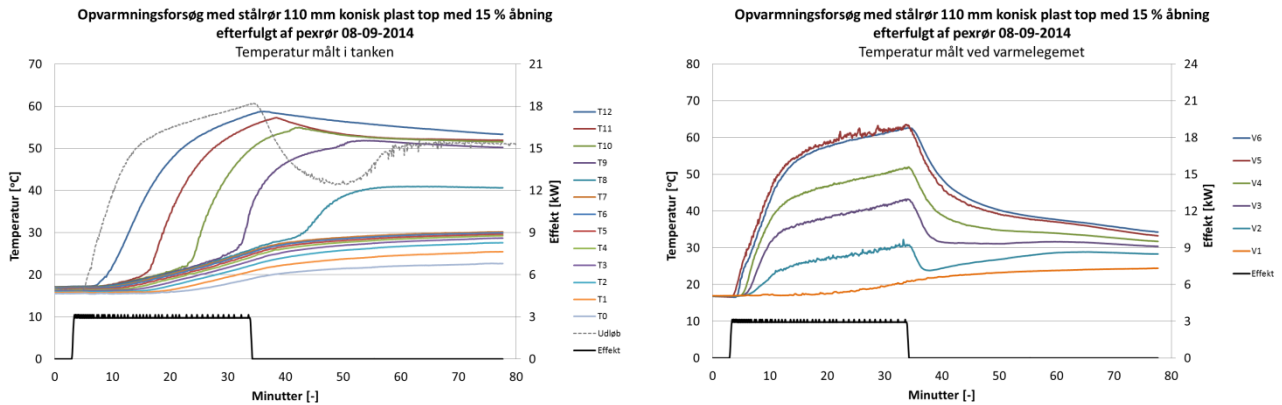 Opvarmningsforsøg med stålrør 110 mm konisk plast top med 15 % åbning
efterfulgt af pexrør 08-09-2014
Temperatur målt i tanken
Temperatur [°C]
70
60
50
40
30
20
10
0
21
18
15
12
9
6
3
0
Effekt [kW]
T12
T11
T10
T9
T8
T7
T6
T5
T4
T3
T2
T1
T0
Udløb
Effekt
0 10 20 30 40 50 60 70 80
Minutter [-]
Opvarmningsforsøg med stålrør 110 mm konisk plast top med 15 % åbning
efterfulgt af pexrør 08-09-2014
Temperatur målt ved varmelegemet
Temperatur [°C]
80
70
60
50
40
30
20
10
0
24
21
18
15
12
9
6
3
0
Effekt [kW]
V6
V5
V4
V3
V2
V1
Effekt
0 10 20 30 40 50 60 70 80
Minutter [-]